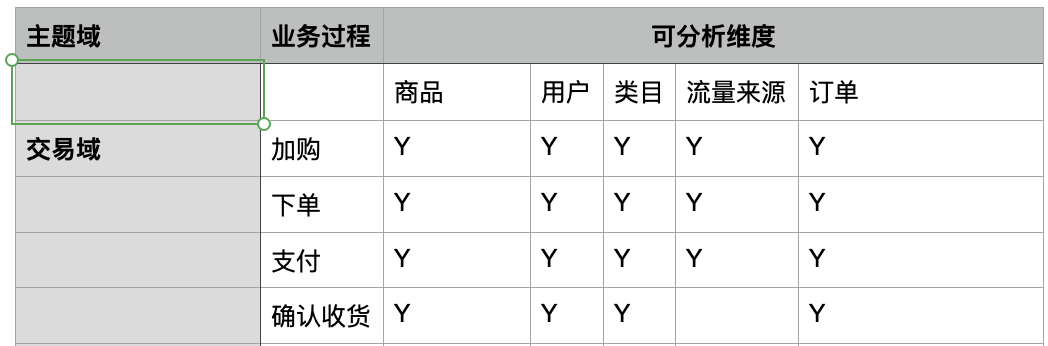 主题域 业务过程 可分析维度
商品 用户 类目 流量来源 订单
交易域 加购 Y Y Y Y Y
下单 Y Y Y Y Y
支付 Y Y Y Y Y
确认收货 Y Y Y Y